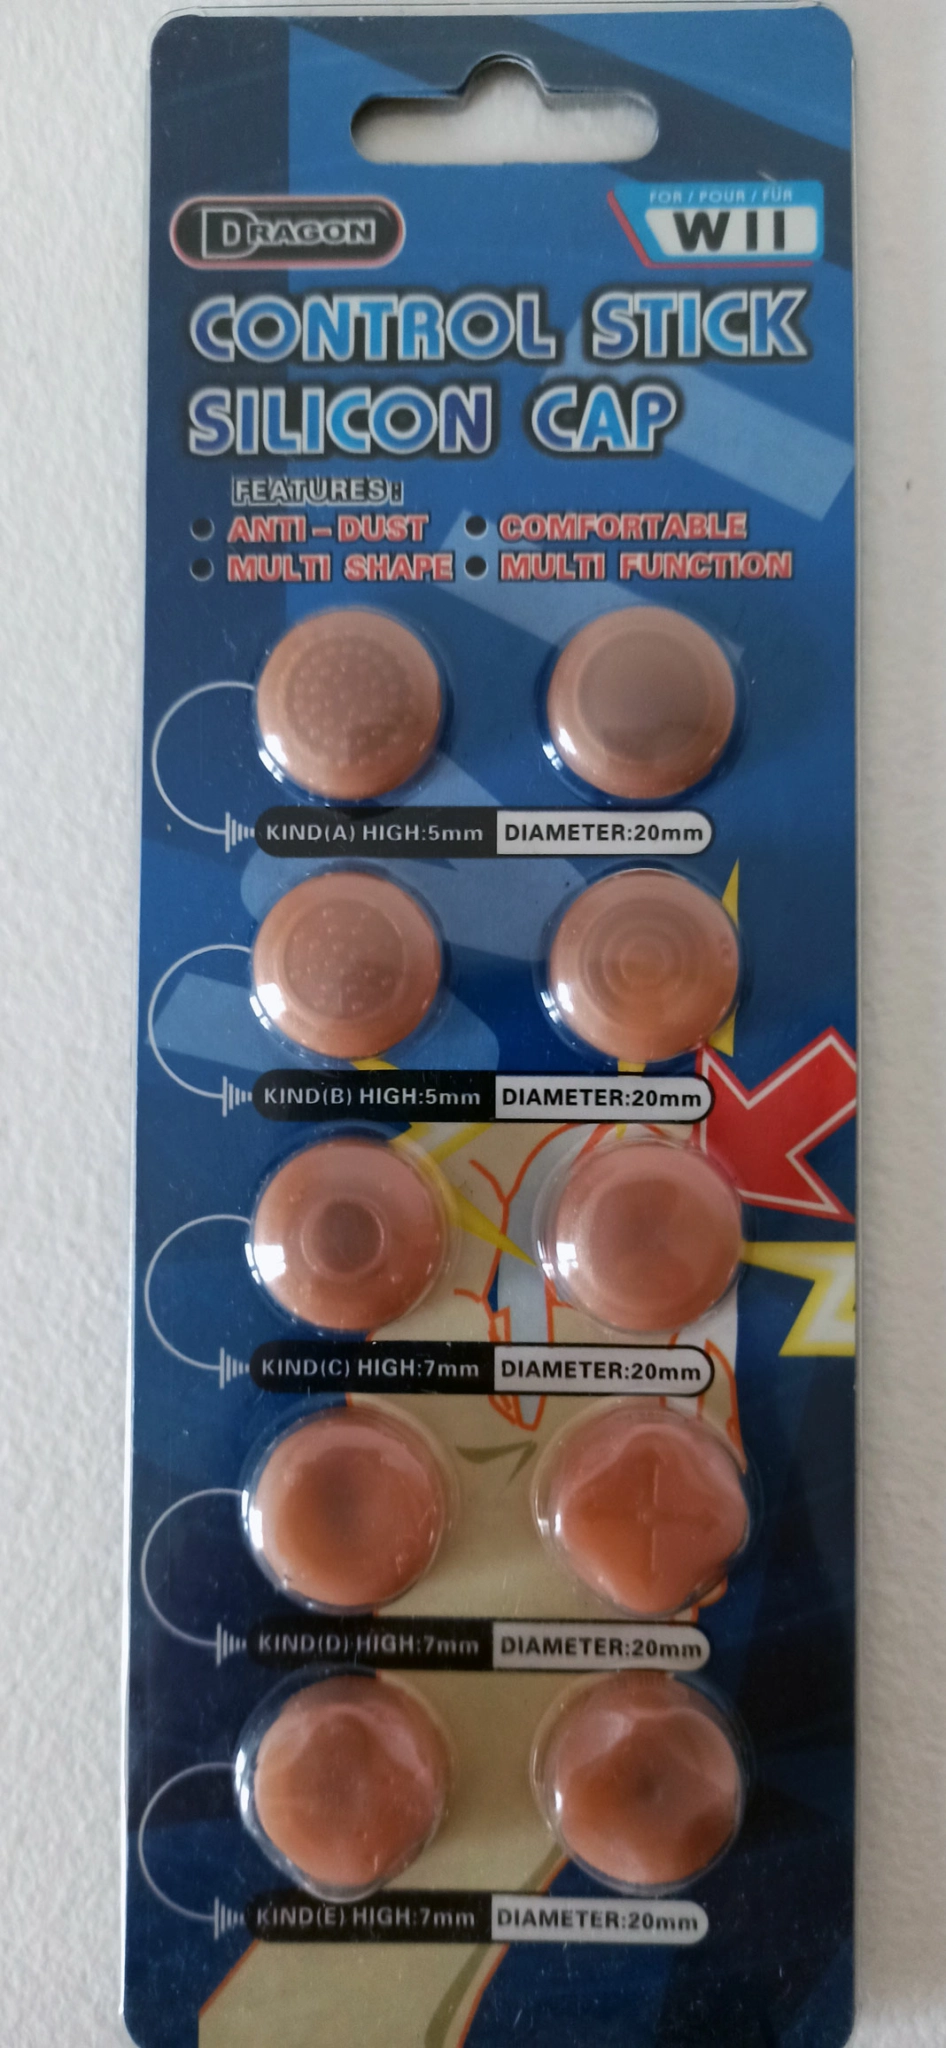 DRAGON
FOR / POUR / FÜR
WII
CONTROL STICK
SILICON CAP
FEATURES:
● ANTI-DUST ● COMFORTABLE
● MULTI SHAPE ● MULTI FUNCTION
KIND(A) HIGH:5mm DIAMETER:20mm
KIND(B) HIGH:5mm DIAMETER:20mm
KIND(C) HIGH:7mm DIAMETER:20mm
KIND(D) HIGH:7mm DIAMETER:20mm
KIND(E) HIGH:7mm DIAMETER:20mm